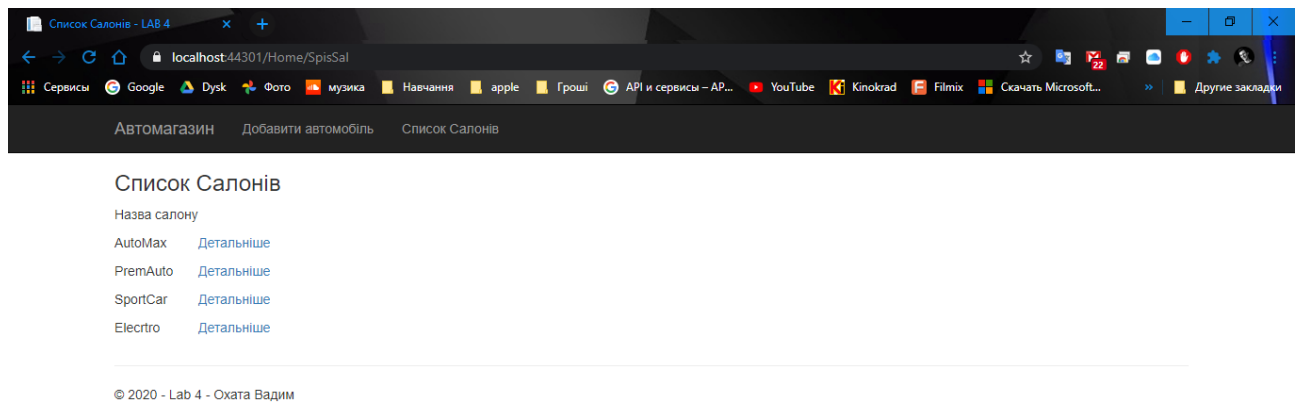 Список Салонів - LAB 4
localhost:44301/Home/SpisSal
22
Сервисы Google Dysk Фото музика Навчання apple Гроші API и сервисы – AP... YouTube Kinokrad Filmix Скачать Microsoft... » Другие закладки
Автомагазин Добавити автомобіль Список Салонів
Список Салонів
Назва салону
AutoMax Детальніше
PremAuto Детальніше
SportCar Детальніше
Elecrtro Детальніше
© 2020 - Lab 4 - Охата Вадим